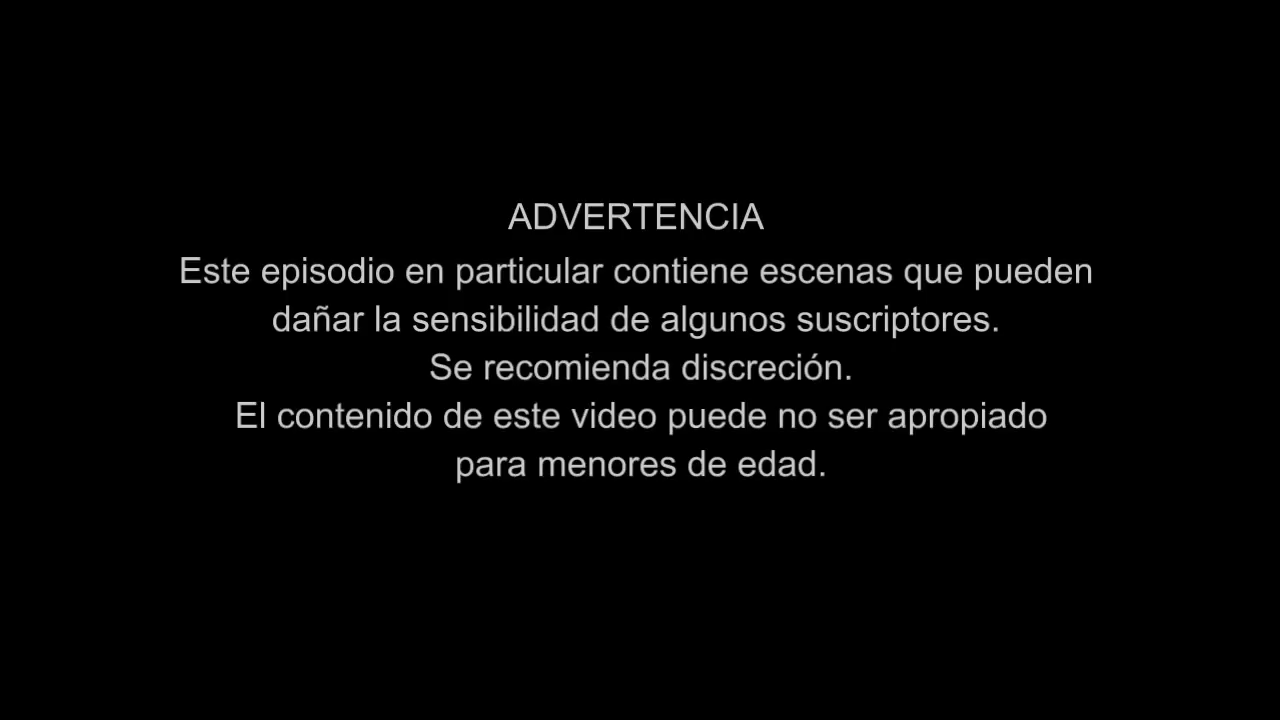 ADVERTENCIA
Este episodio en particular contiene escenas que pueden
dañar la sensibilidad de algunos suscriptores.
Se recomienda discreción.
El contenido de este video puede no ser apropiado
para menores de edad.